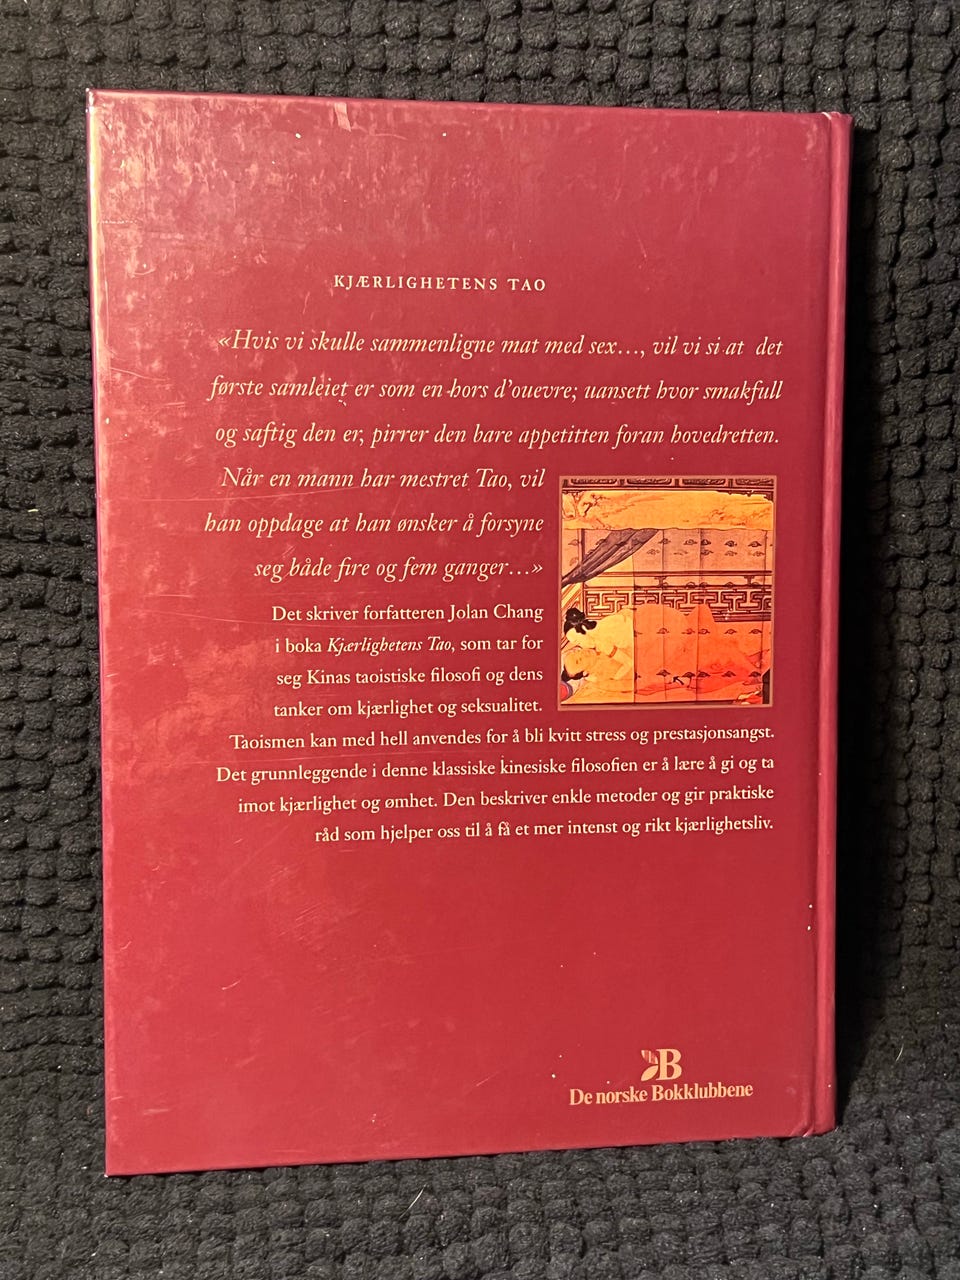 KJÆRLIGHETENS TAO
«Hvis vi skulle sammenligne mat med sex…, vil vi si at det
første samleiet er som en hors d'ouevre; uansett hvor smakfull
og saftig den er, pirrer den bare appetitten foran hovedretten.
Når en mann har mestret Tao, vil
han oppdage at han ønsker å forsyne
seg både fire og fem ganger…»
Det skriver forfatteren Jolan Chang
i boka Kjærlighetens Tao, som tar for
seg Kinas taoistiske filosofi og dens
tanker om kjærlighet og seksualitet.
Taoismen kan med hell anvendes for å bli kvitt stress og prestasjonsangst.
Det grunnleggende i denne klassiske kinesiske filosofien er å lære å gi og ta
imot kjærlighet og ømhet. Den beskriver enkle metoder og gir praktiske
råd som hjelper oss til å få et mer intenst og rikt kjærlighetsliv.
B
De norske Bokklubbene